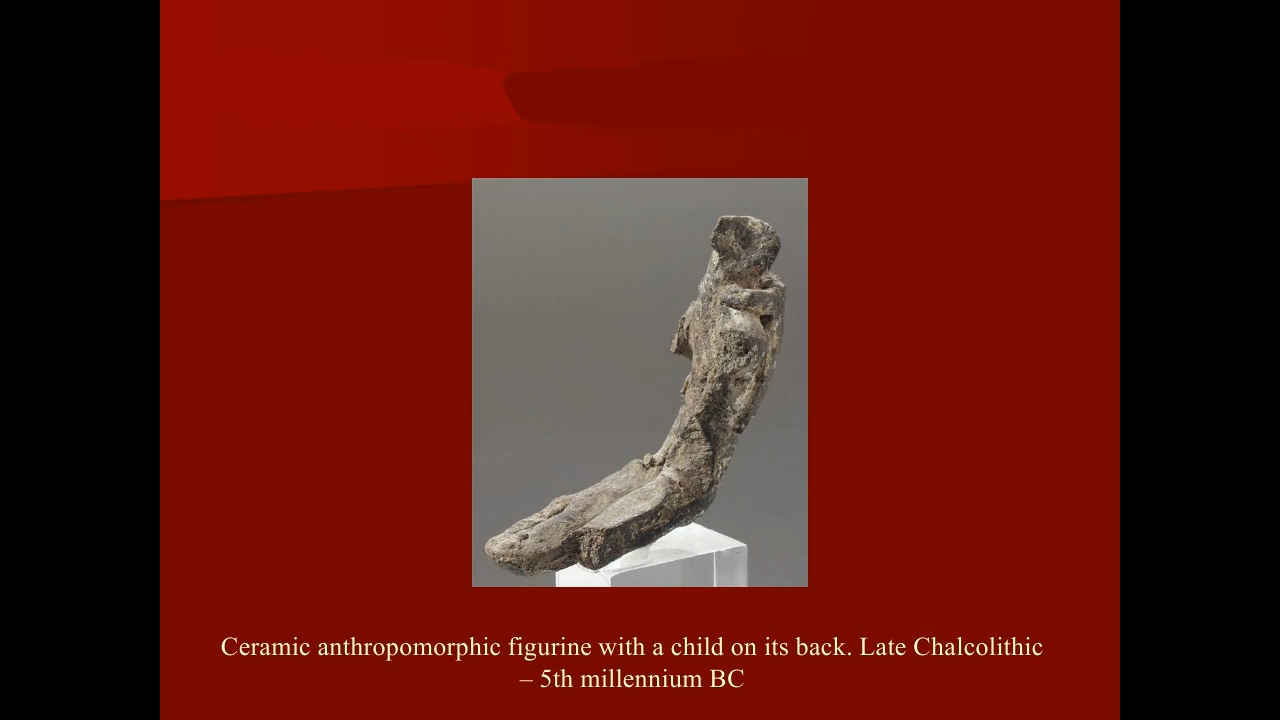 Ceramic anthropomorphic figurine with a child on its back. Late Chalcolithic
– 5th millennium BC